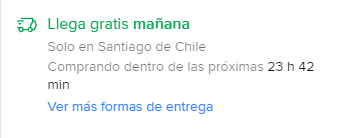 Llega gratis mañana
Solo en Santiago de Chile
Comprando dentro de las próximas 23 h 42
min
Ver más formas de entrega